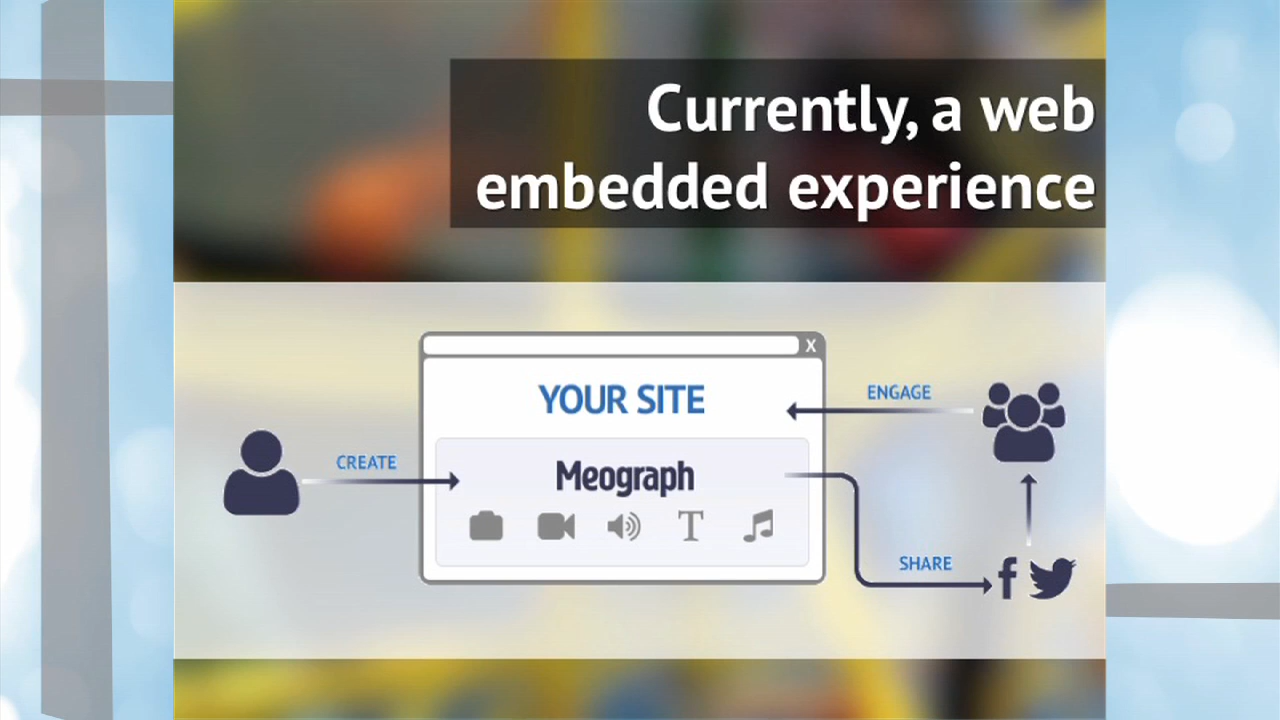 Currently, a web
embedded experience
X
YOUR SITE
ENGAGE
CREATE
Meograph
T
SHARE
f